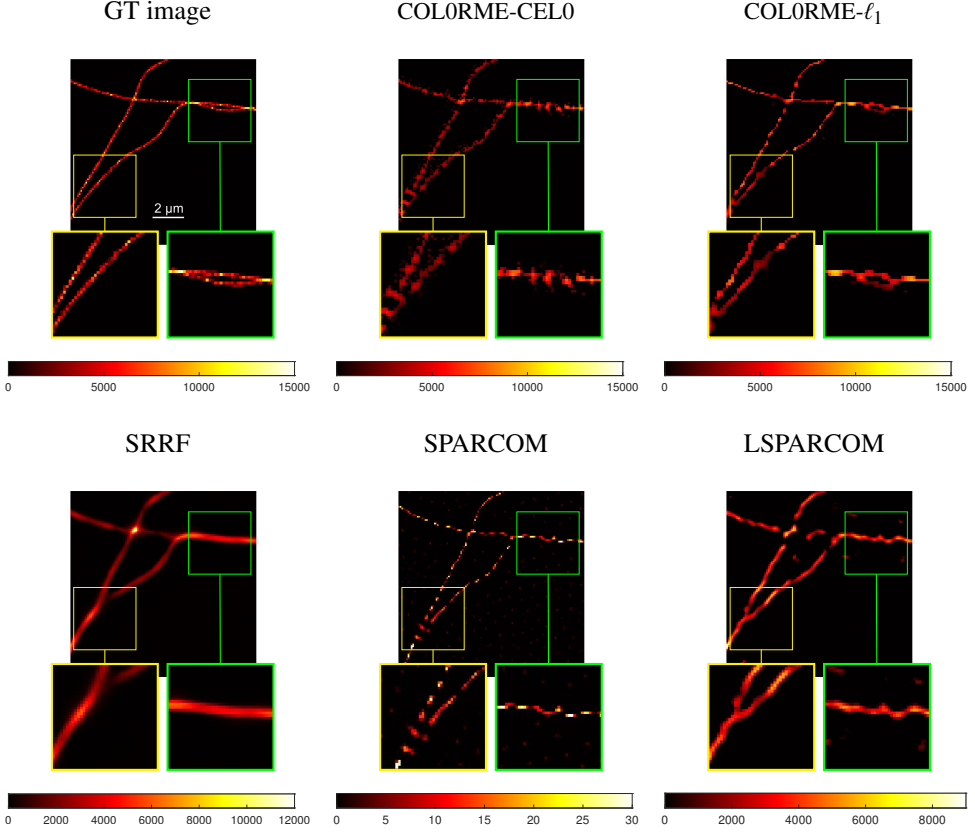 GT image COL0RME-CEL0 COL0RME-ℓ1
2 µm
0 5000 10000 15000 0 5000 10000 15000 0 5000 10000 15000
SRRF SPARCOM LSPARCOM
0 2000 4000 6000 8000 10000 12000 0 5 10 15 20 25 30 0 2000 4000 6000 8000